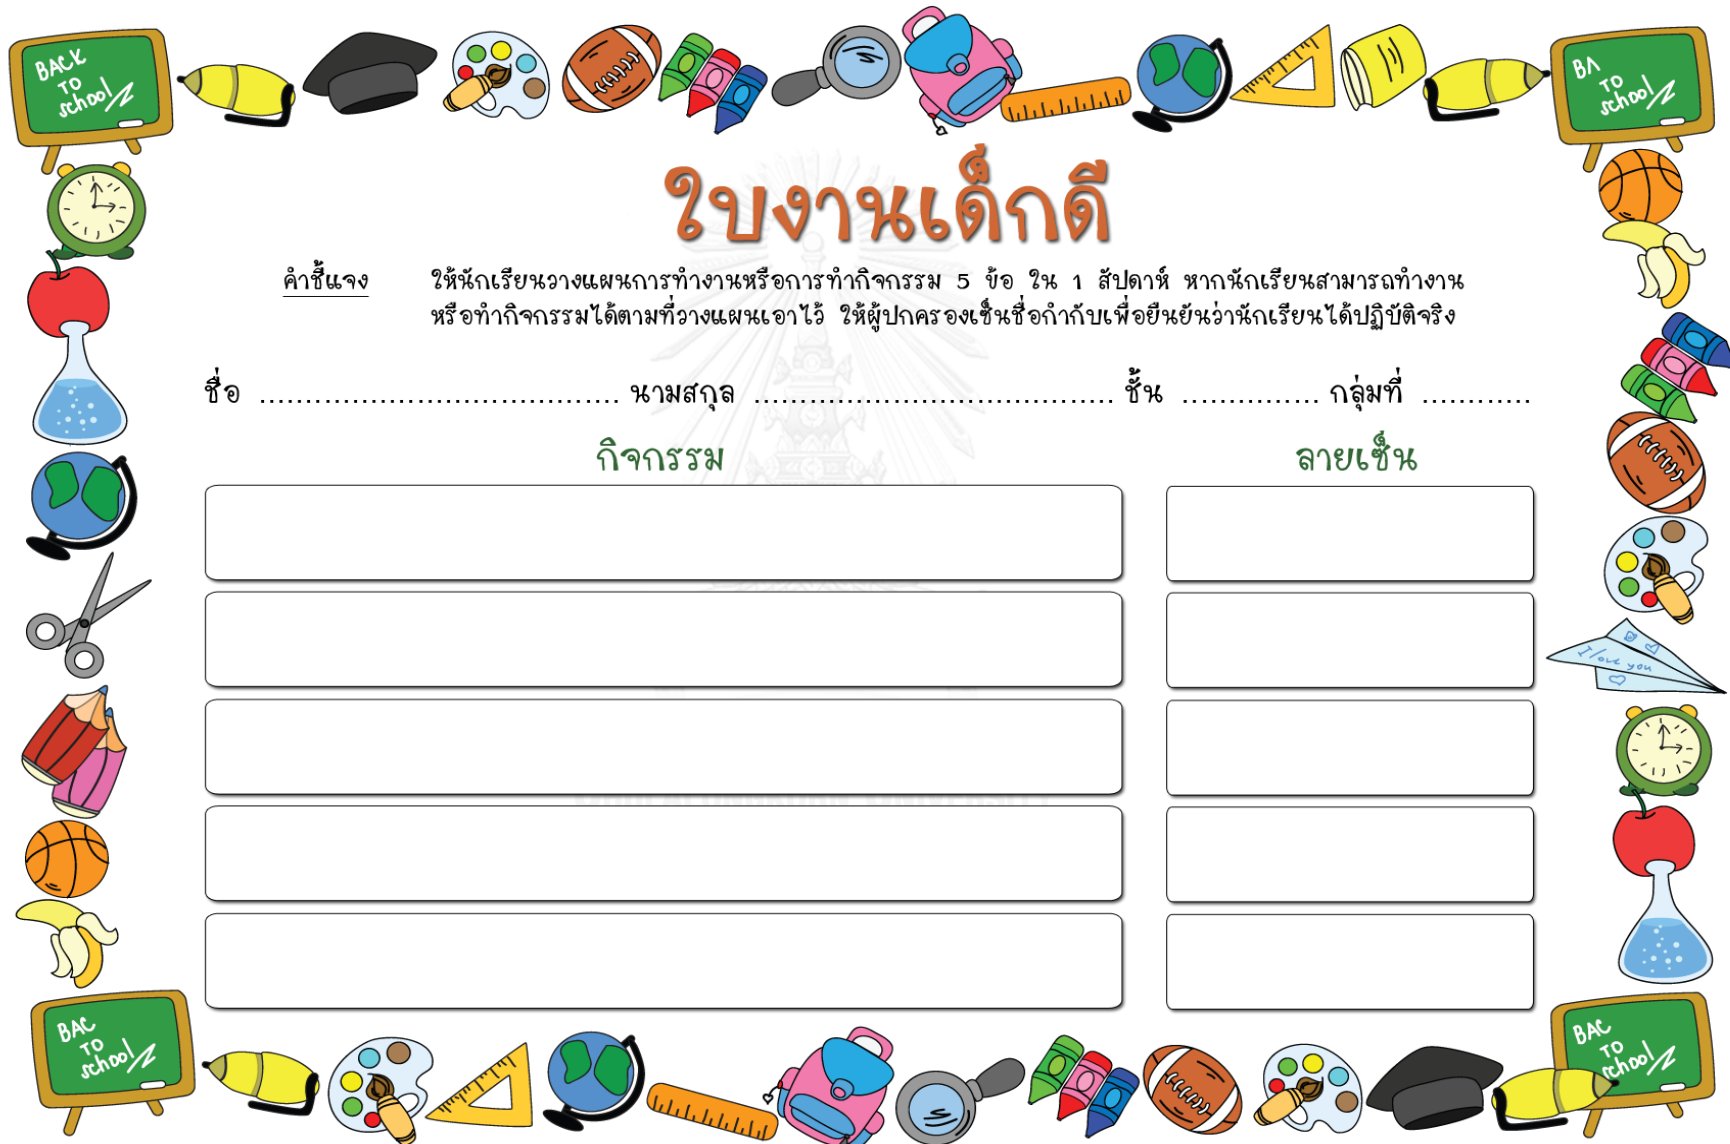 BACK
TO
school
BA
TO
school
ใบงานเด็กดี
คำชี้แจง ให้นักเรียนวางแผนการทำงานหรือการทำกิจกรรม 5 ข้อ ใน 1 สัปดาห์ หากนักเรียนสามารถทำงาน
หรือทำกิจกรรมได้ตามที่วางแผนเอาไว้ ให้ผู้ปกครองเซ็นชื่อกำกับเพื่อยืนยันว่านักเรียนได้ปฏิบัติจริง
ชื่อ ........................................ นามสกุล ........................................ ชั้น ............... กลุ่มที่ ............
กิจกรรม ลายเซ็น
I love you
BAC
TO
school
BAC
TO
school